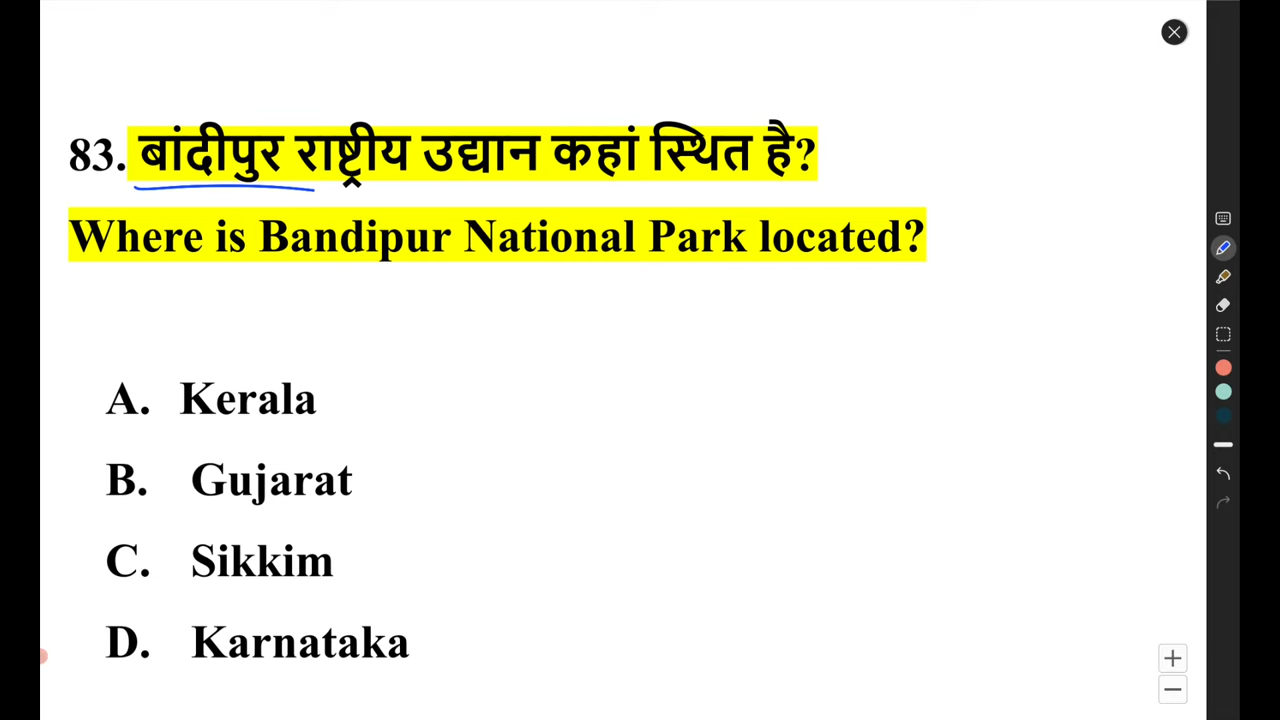 83. बांदीपुर राष्ट्रीय उद्यान कहां स्थित है?
Where is Bandipur National Park located?
A. Kerala
B. Gujarat
C. Sikkim
D. Karnataka